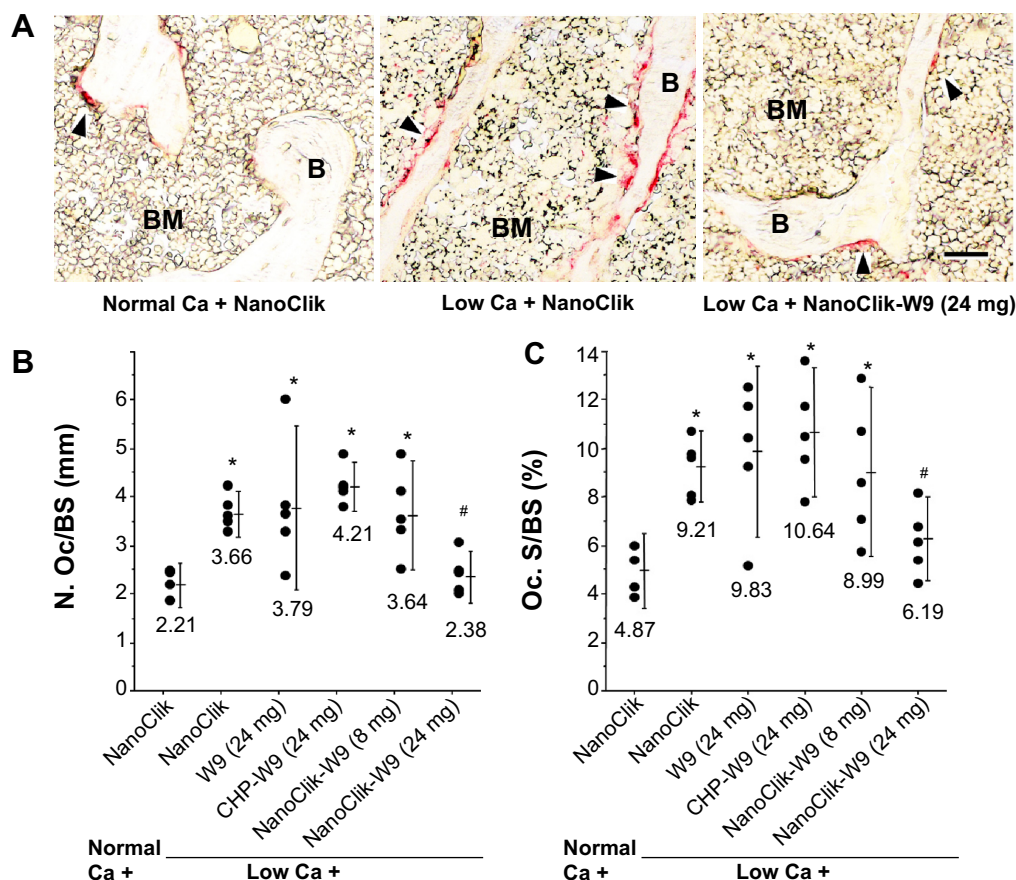 A
BM
B
B
BM
BM
B
Normal Ca + NanoClik
Low Ca + NanoClik
Low Ca + NanoClik-W9 (24 mg)
B
N. Oc/BS (mm)
7
6
5
4
3
2
1
0
*
*
*
*
#
2.21
3.66
3.79
4.21
3.64
2.38
NanoClik
NanoClik
W9 (24 mg)
CHP-W9 (24 mg)
NanoClik-W9 (8 mg)
NanoClik-W9 (24 mg)
Normal
Ca +
Low Ca +
C
Oc. S/BS (%)
14
12
10
8
6
4
2
0
*
*
*
*
#
4.87
9.21
9.83
10.64
8.99
6.19
NanoClik
NanoClik
W9 (24 mg)
CHP-W9 (24 mg)
NanoClik-W9 (8 mg)
NanoClik-W9 (24 mg)
Normal
Ca +
Low Ca +